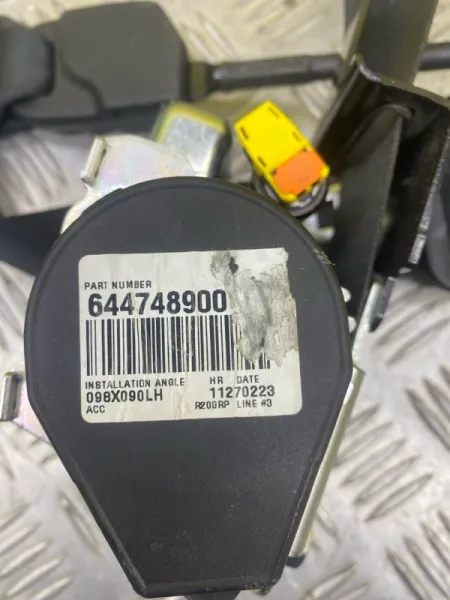 PART NUMBER
644748900
INSTALLATION ANGLE HR DATE
098X090LH 11270223
ACC R200RP LINE #3